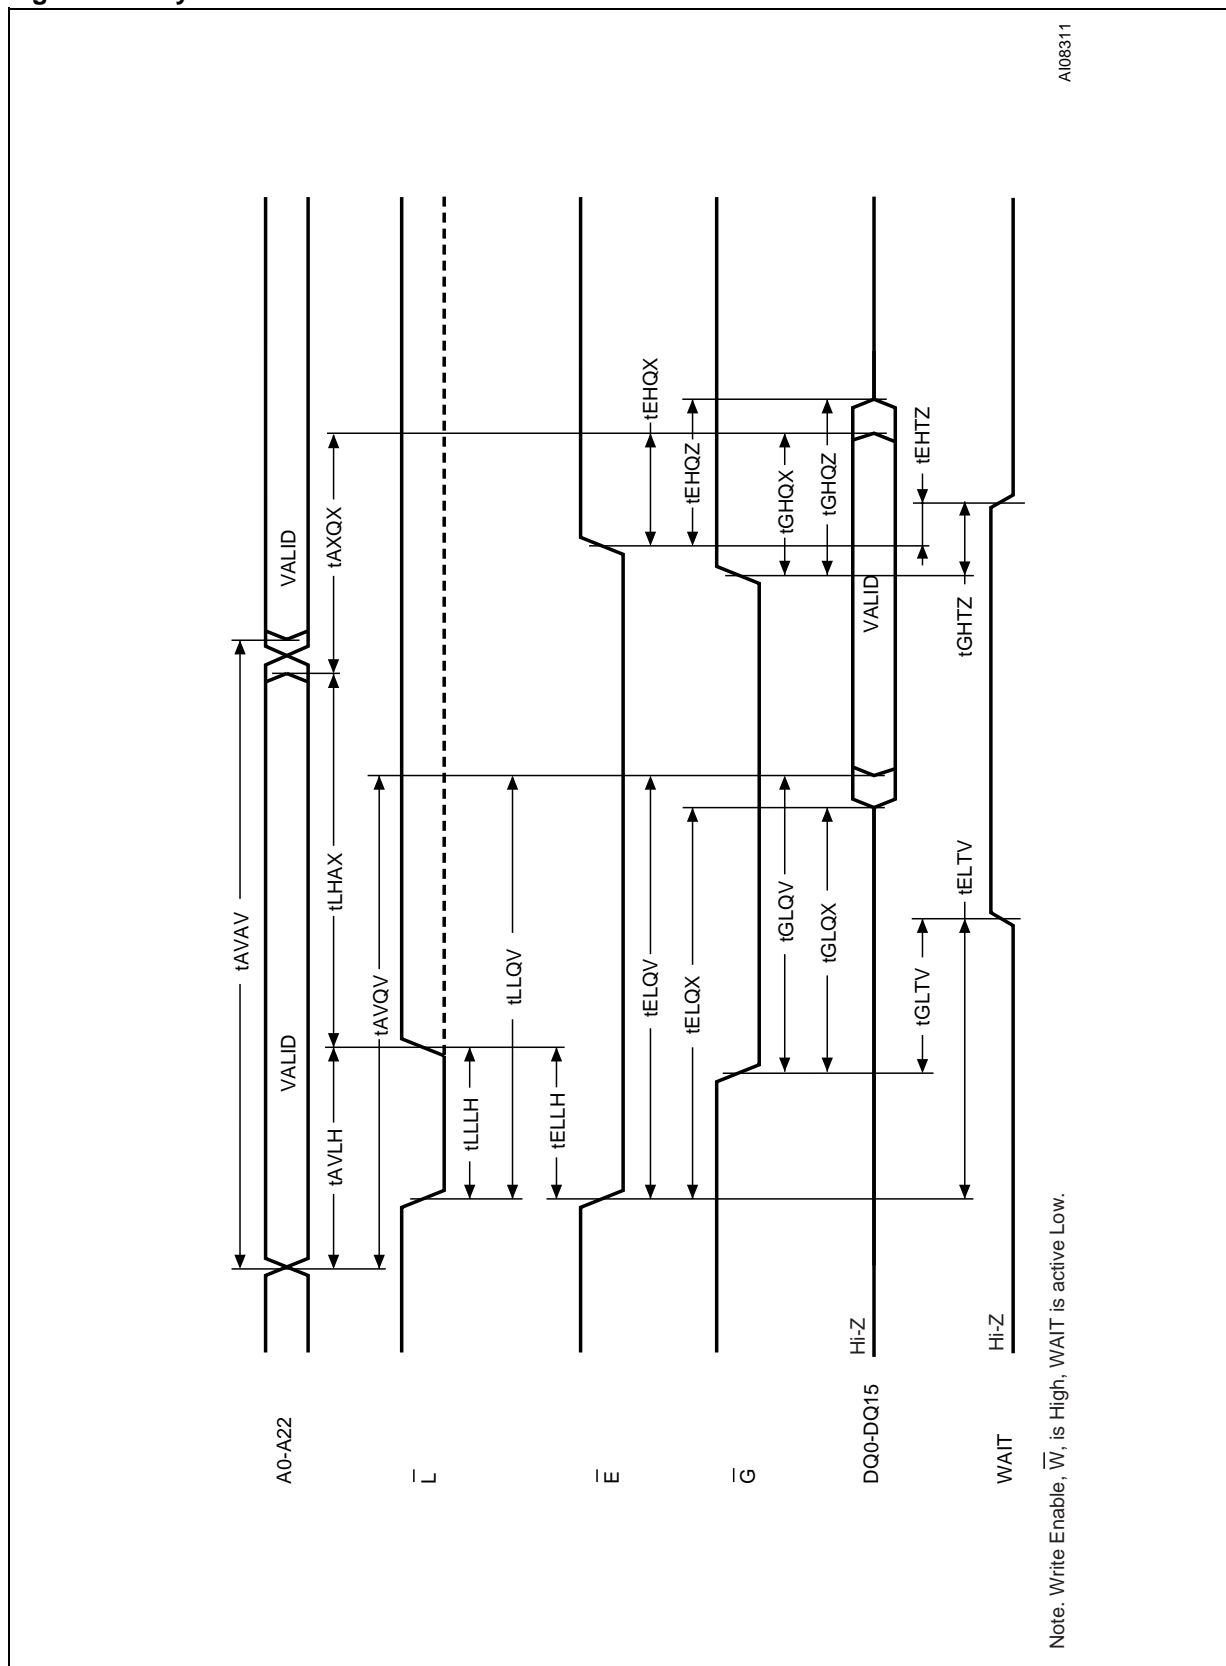 A0-A22
VALID
VALID
tAVAV
tAVLH
tLHAX
tAXQX
tAVQV
L̅
tLLLH
tLLQV
tELLH
E̅
tELQV
tEHQX
tELQX
tEHQZ
G̅
tGLQV
tGHQX
tGLQX
tGHQZ
DQ0-DQ15
Hi-Z
VALID
tGLTV
tEHTZ
tELTV
tGHTZ
WAIT
Hi-Z
Note. Write Enable, W̅, is High, WAIT is active Low.
AI08311